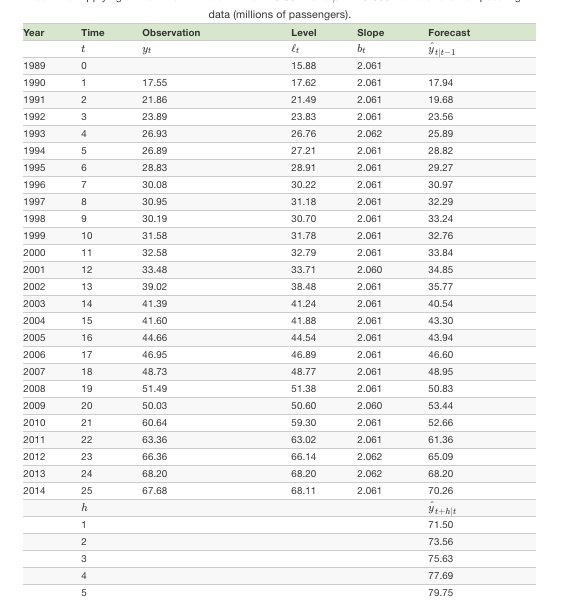 data (millions of passengers).
Year Time Observation Level Slope Forecast
t y_t ℓ_t b_t ŷ_{t|t−1}
1989 0 15.88 2.061
1990 1 17.55 17.62 2.061 17.94
1991 2 21.86 21.49 2.061 19.68
1992 3 23.89 23.83 2.061 23.56
1993 4 26.93 26.76 2.062 25.89
1994 5 26.89 27.21 2.061 28.82
1995 6 28.83 28.91 2.061 29.27
1996 7 30.08 30.22 2.061 30.97
1997 8 30.95 31.18 2.061 32.29
1998 9 30.19 30.70 2.061 33.24
1999 10 31.58 31.78 2.061 32.76
2000 11 32.58 32.79 2.061 33.84
2001 12 33.48 33.71 2.060 34.85
2002 13 39.02 38.48 2.061 35.77
2003 14 41.39 41.24 2.061 40.54
2004 15 41.60 41.88 2.061 43.30
2005 16 44.66 44.54 2.061 43.94
2006 17 46.95 46.89 2.061 46.60
2007 18 48.73 48.77 2.061 48.95
2008 19 51.49 51.38 2.061 50.83
2009 20 50.03 50.60 2.060 53.44
2010 21 60.64 59.30 2.061 52.66
2011 22 63.36 63.02 2.061 61.36
2012 23 66.36 66.14 2.062 65.09
2013 24 68.20 68.20 2.062 68.20
2014 25 67.68 68.11 2.061 70.26
h ŷ_{t+h|t}
1 71.50
2 73.56
3 75.63
4 77.69
5 79.75